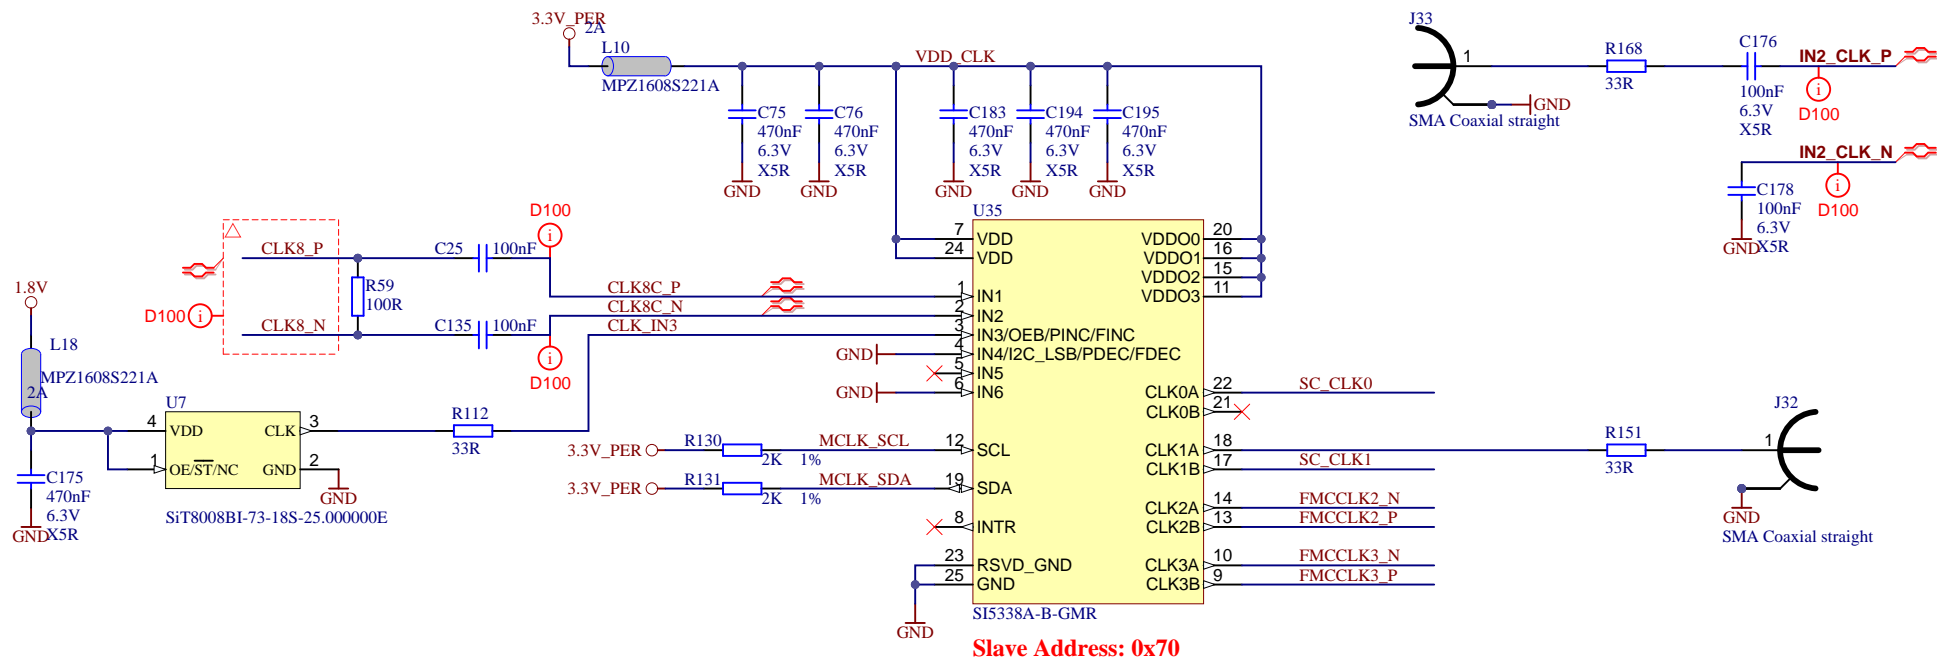 3.3V_PER
2A
L10
MPZ1608S221A
VDD_CLK
C75
470nF
6.3V
X5R
GND
C76
470nF
6.3V
X5R
GND
C183
470nF
6.3V
X5R
GND
C194
470nF
6.3V
X5R
GND
C195
470nF
6.3V
X5R
GND
J33
1
GND
SMA Coaxial straight
R168
33R
C176
100nF
6.3V
X5R
IN2_CLK_P
i
D100
IN2_CLK_N
i
D100
C178
100nF
6.3V
X5R
GND
CLK8_P
CLK8_N
D100
i
R59
100R
C25
100nF
D100
i
C135
100nF
i
D100
CLK8C_P
CLK8C_N
CLK_IN3
GND
GND
1.8V
L18
MPZ1608S221A
2A
C175
470nF
6.3V
X5R
GND
U7
4
VDD
CLK
3
1
OE/ST/NC
GND
2
GND
SiT8008BI-73-18S-25.000000E
R112
33R
3.3V_PER
R130
2K
1%
MCLK_SCL
3.3V_PER
R131
2K
1%
MCLK_SDA
U35
7
VDD
24
VDD
1
IN1
2
IN2
3
IN3/OEB/PINC/FINC
4
IN4/I2C_LSB/PDEC/FDEC
5
IN5
6
IN6
12
SCL
19
SDA
8
INTR
23
RSVD_GND
25
GND
GND
VDDO0
20
VDDO1
16
VDDO2
15
VDDO3
11
CLK0A
22
SC_CLK0
CLK0B
21
CLK1A
18
CLK1B
17
SC_CLK1
CLK2A
14
FMCCLK2_N
CLK2B
13
FMCCLK2_P
CLK3A
10
FMCCLK3_N
CLK3B
9
FMCCLK3_P
SI5338A-B-GMR
Slave Address: 0x70
R151
33R
J32
1
GND
SMA Coaxial straight